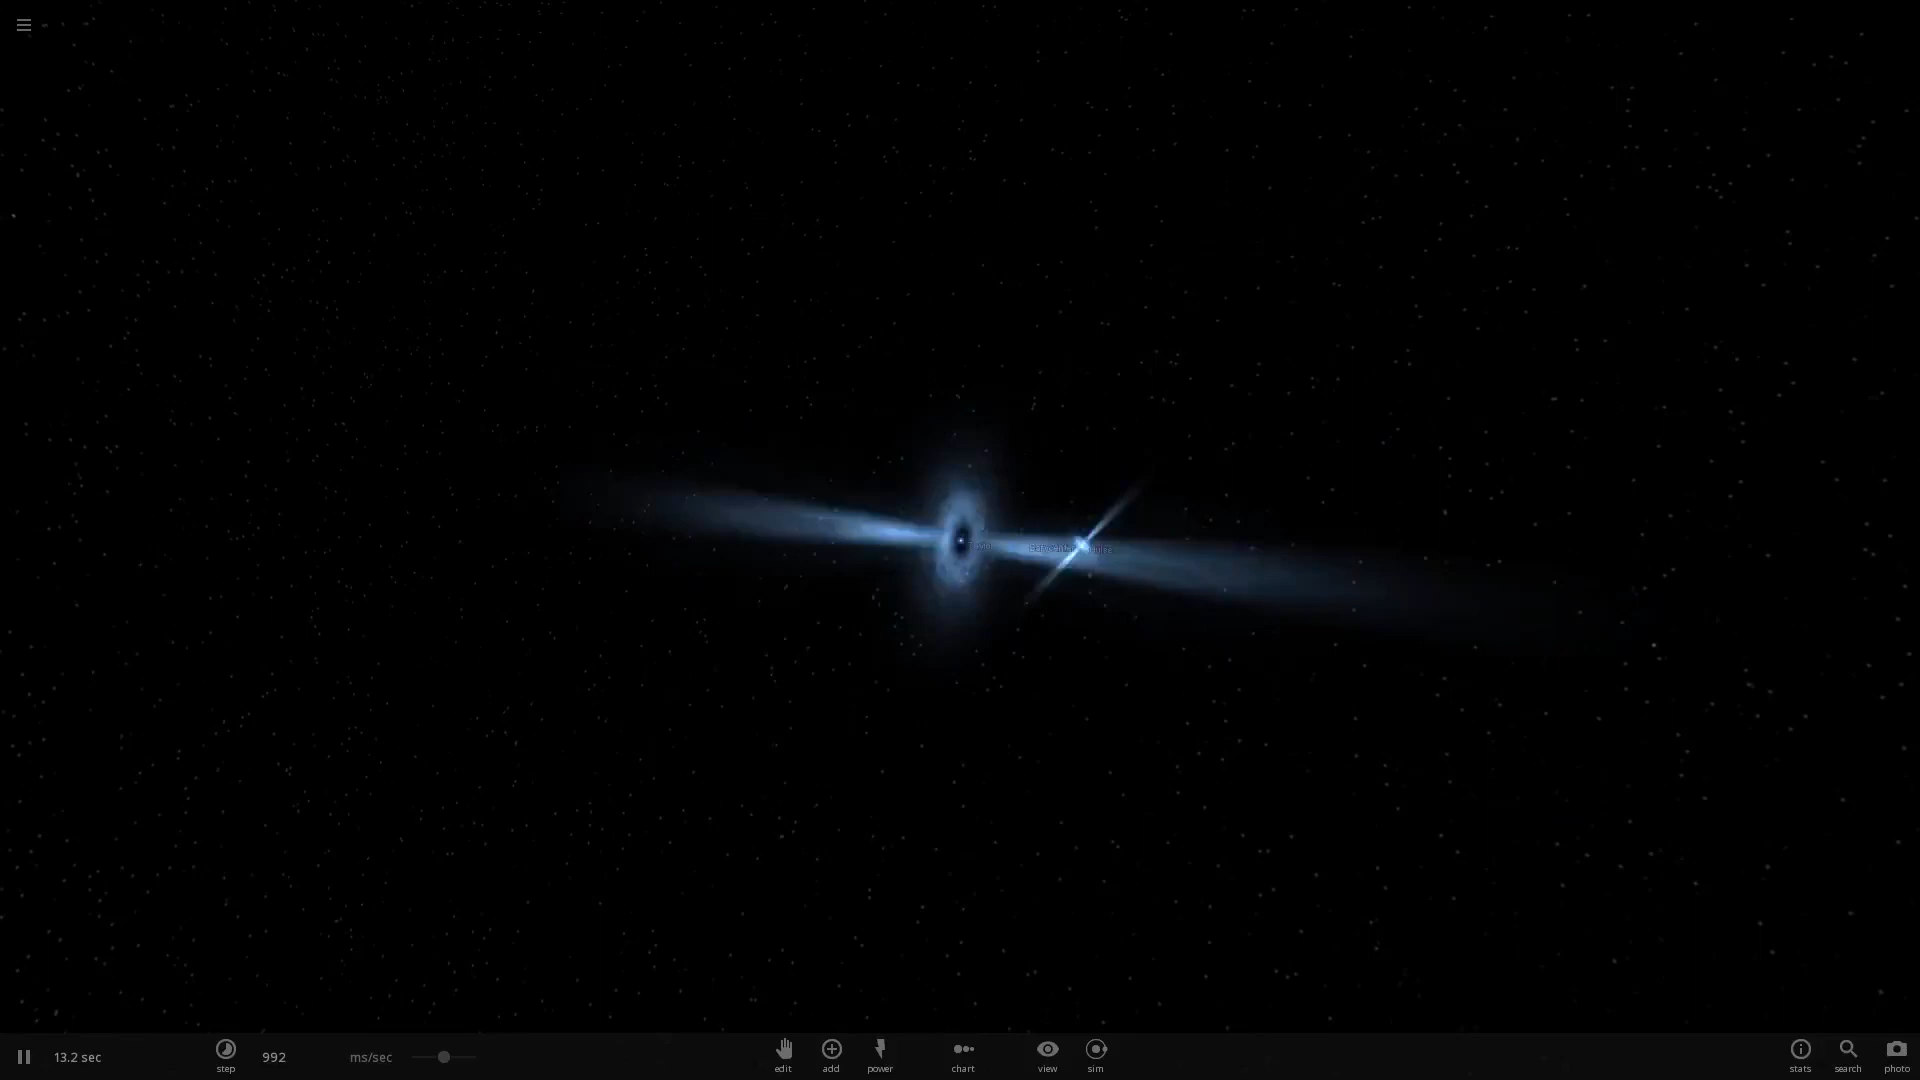 13.2 sec
step
992
ms/sec
edit
add
power
chart
view
sim
stats
search
photo